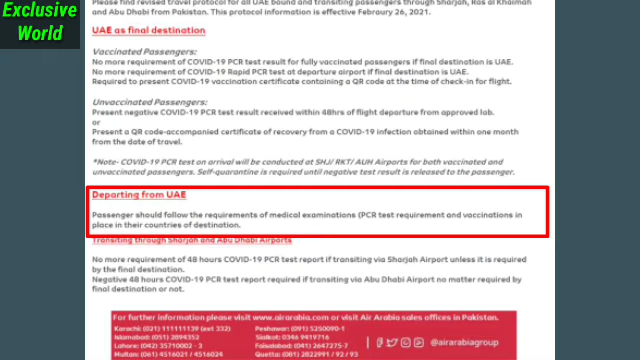 Exclusive
World
Please find revised travel protocol for all UAE bound and transiting passengers through Sharjah, Ras al Khaimah
and Abu Dhabi from Pakistan. This protocol information is effective Febraury 26, 2021.
UAE as final destination
Vaccinated Passengers:
No more requirement of COVID-19 PCR test result for fully vaccinated passengers if final destination is UAE.
No more requirement of COVID-19 Rapid PCR test at departure airport if final destination is UAE.
Required to present COVID-19 vaccination certificate containing a QR code at the time of check-in for flight.
Unvaccinated Passengers:
Present negative COVID-19 PCR test result received within 48hrs of flight departure from approved lab.
or
Present a QR code-accompanied certificate of recovery from a COVID-19 infection obtained within one month
from the date of travel.
*Note- COVID-19 PCR test on arrival will be conducted at SHJ/ RKT/ AUH Airports for both vaccinated and
unvaccinated passengers. Self-quarantine is required until negative test result is released to the passenger.
Departing from UAE
Passenger should follow the requirements of medical examinations (PCR test requirement and vaccinations in
place in their countries of destination.
Transiting through Sharjah and Abu Dhabi Airports
No more requirement of 48 hours COVID-19 PCR test report if transiting via Sharjah Airport unless it is required
by the final destination.
Negative 48 hours COVID-19 PCR test report required if transiting via Abu Dhabi Airport no matter required by
final destination or not.
For further information please visit www.airarabia.com or visit Air Arabia sales offices in Pakistan.
Karachi: (021) 111111139 (ext 332) Peshawar: (091) 5250090-1
Islamabad: (051) 2894353 Sialkot: 0346 9419716
Lahore: (042) 35710002 - 3 Faisalabad: (041) 2647275-7 @airarabiagroup
Multan: (061) 4516021 / 4516024 Quetta: (081) 2822991 / 92 / 93